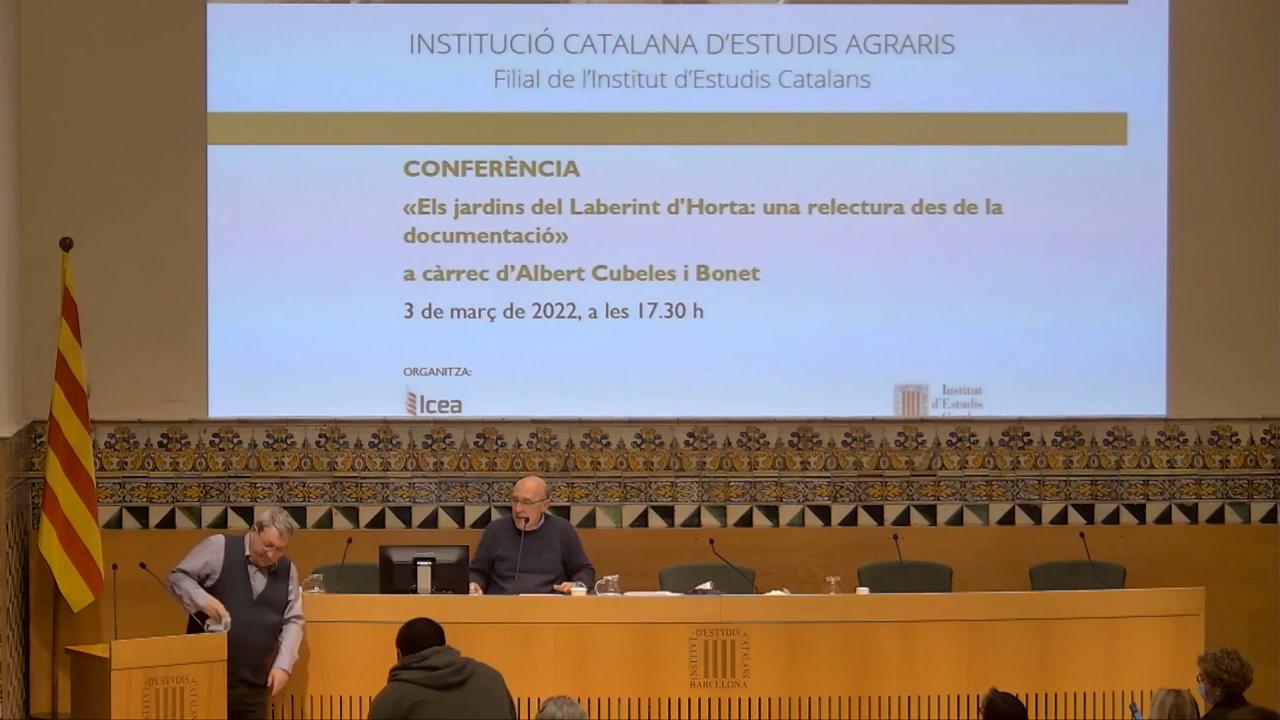 INSTITUCIÓ CATALANA D'ESTUDIS AGRARIS
Filial de l'Institut d'Estudis Catalans
CONFERÈNCIA
«Els jardins del Laberint d'Horta: una relectura des de la
documentació»
a càrrec d'Albert Cubeles i Bonet
3 de març de 2022, a les 17.30 h
ORGANITZA:
Icea
Institut
d'Estudis
INSTITUT
D'ESTVDIS
CATALANS
BARCELONA
D'ESTVDIS